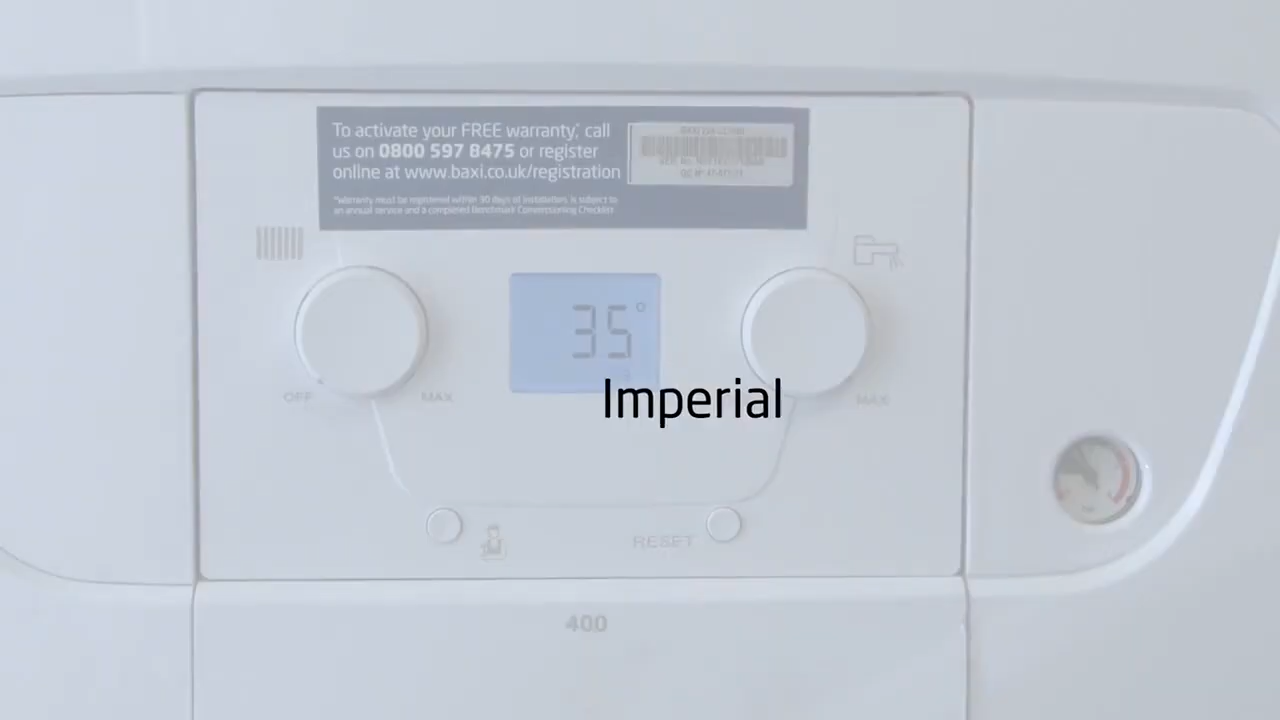 To activate your FREE warranty,* call
us on 0800 597 8475 or register
online at www.baxi.co.uk/registration
*Warranty must be registered within 30 days of installation, is subject to
an annual service and a completed Benchmark Commissioning Checklist
35°
OFF
MAX
Imperial
MAX
RESET
400